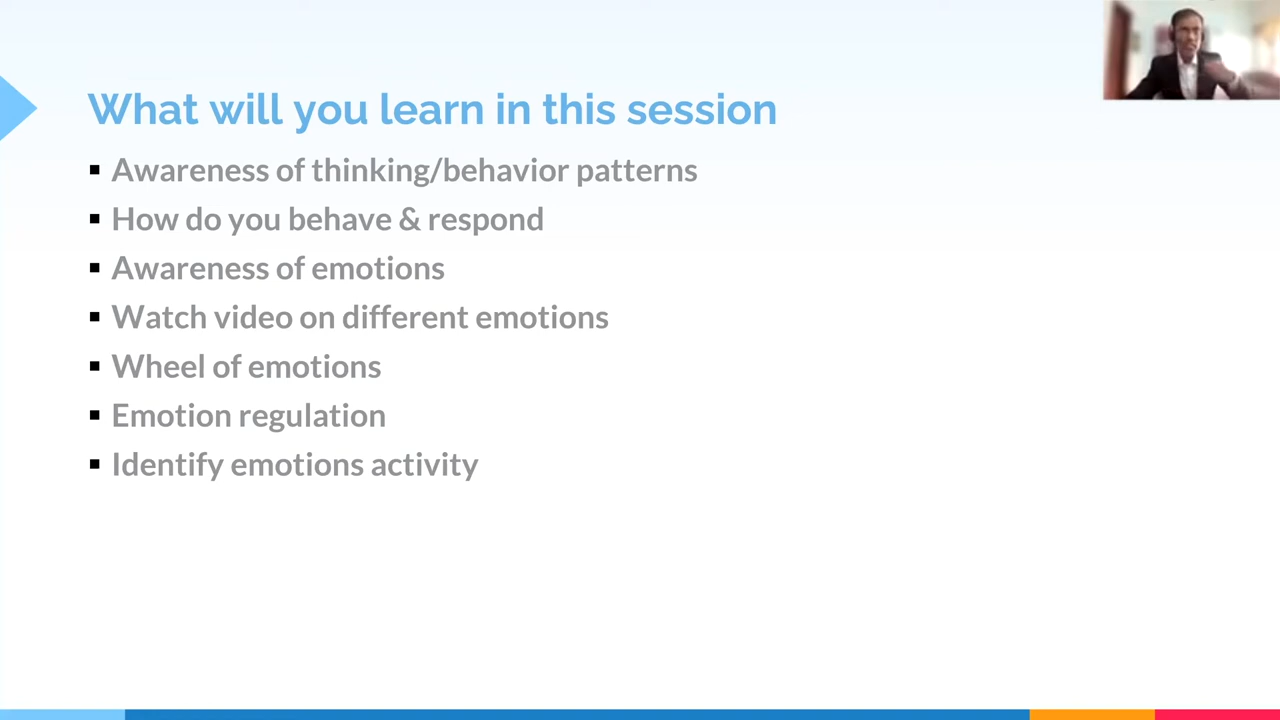 What will you learn in this session
▪ Awareness of thinking/behavior patterns
▪ How do you behave & respond
▪ Awareness of emotions
▪ Watch video on different emotions
▪ Wheel of emotions
▪ Emotion regulation
▪ Identify emotions activity